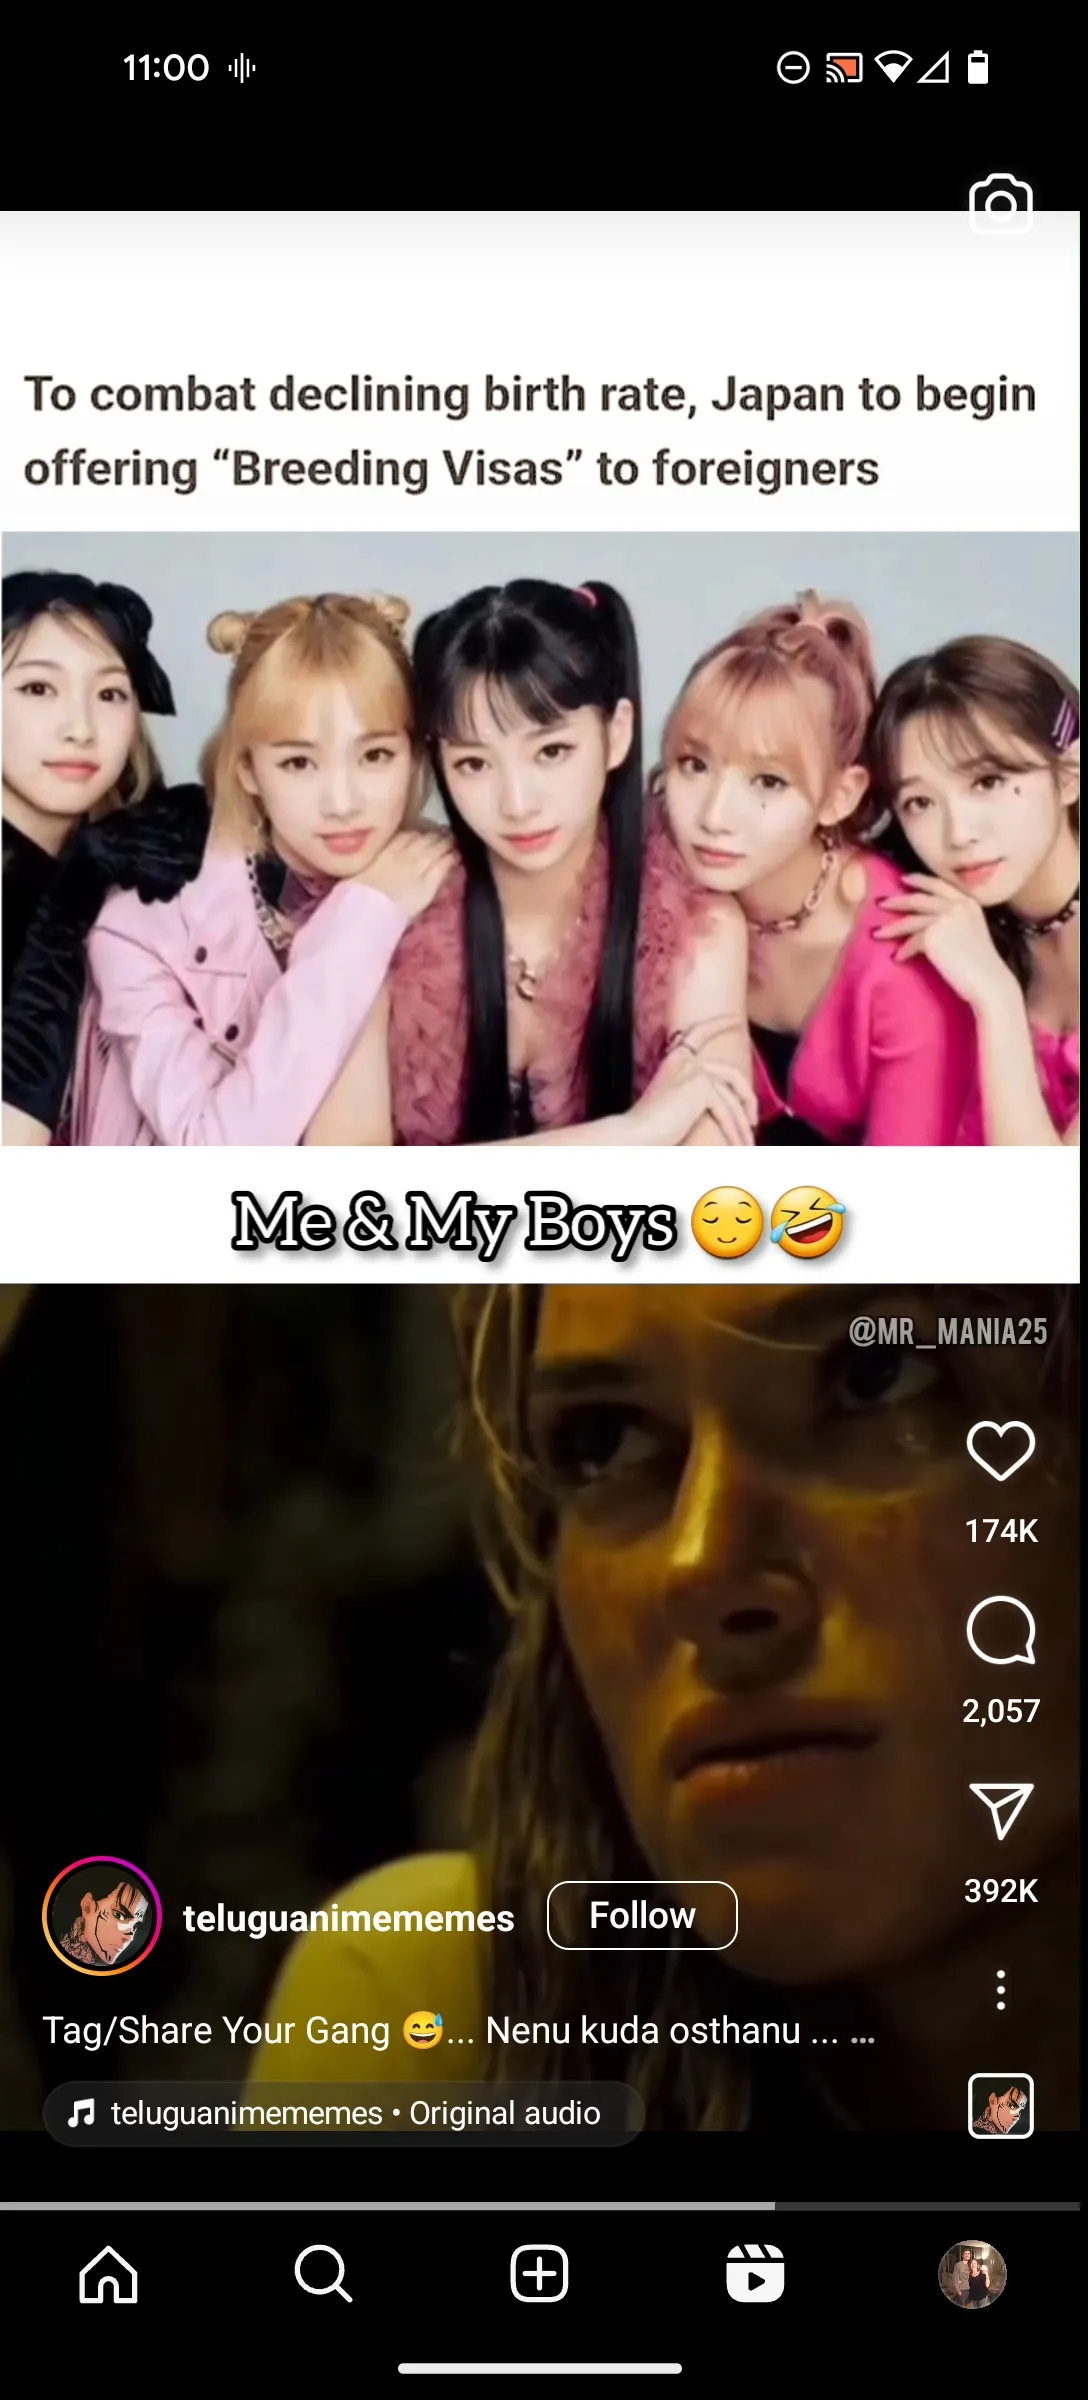 11:00
To combat declining birth rate, Japan to begin
offering “Breeding Visas” to foreigners
Me & My Boys 😌🤣
@MR_MANIA25
174K
2,057
392K
teluguanimememes
Follow
Tag/Share Your Gang 😅... Nenu kuda osthanu ... ...
teluguanimememes • Original audio